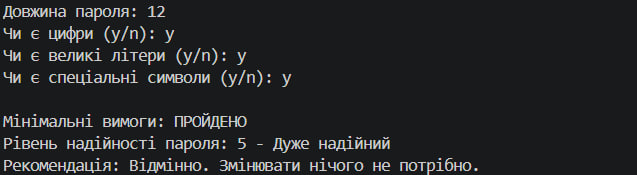 Довжина пароля: 12
Чи є цифри (y/n): y
Чи є великі літери (y/n): y
Чи є спеціальні символи (y/n): y
Мінімальні вимоги: ПРОЙДЕНО
Рівень надійності пароля: 5 - Дуже надійний
Рекомендація: Відмінно. Змінювати нічого не потрібно.